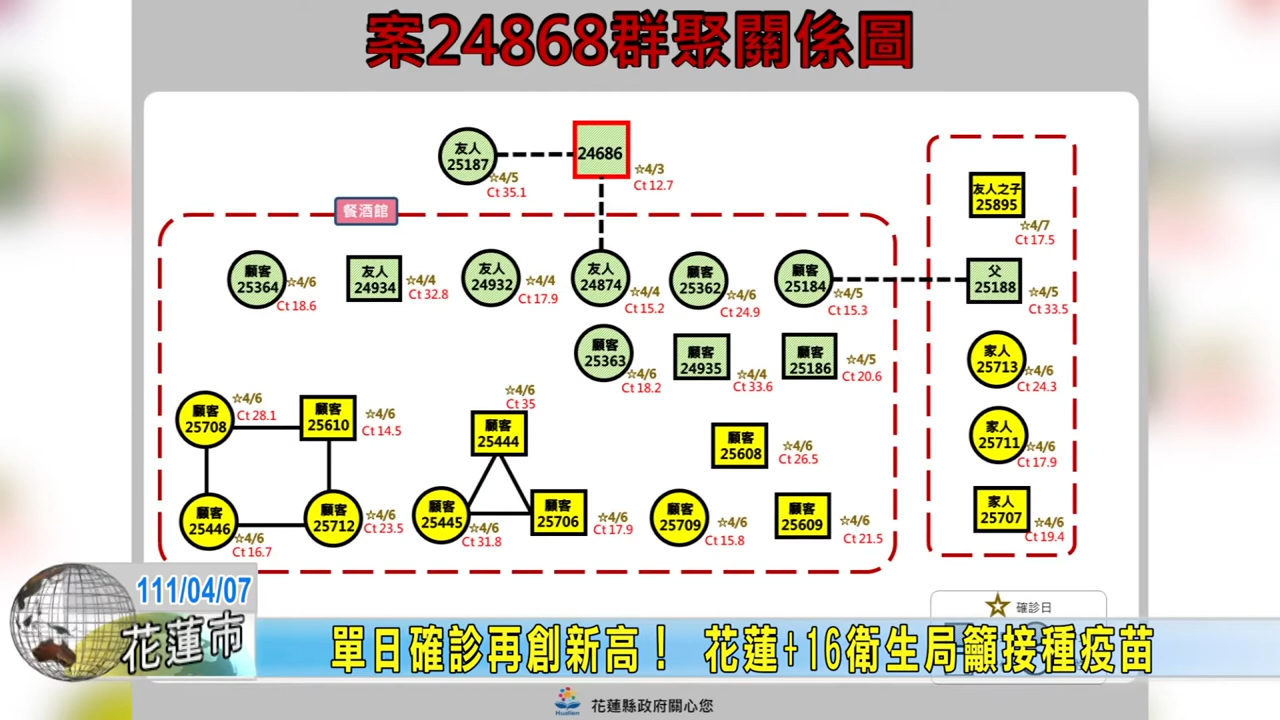 案24868群聚關係圖
友人
25187
☆4/5
Ct 35.1
24686
☆4/3
Ct 12.7
餐酒館
顧客
25364
☆4/6
Ct 18.6
友人
24934
☆4/4
Ct 32.8
友人
24932
☆4/4
Ct 17.9
友人
24874
☆4/4
Ct 15.2
顧客
25362
☆4/6
Ct 24.9
顧客
25184
☆4/5
Ct 15.3
顧客
25363
☆4/6
Ct 18.2
顧客
24935
☆4/4
Ct 33.6
顧客
25186
☆4/5
Ct 20.6
顧客
25708
☆4/6
Ct 28.1
顧客
25610
☆4/6
Ct 14.5
顧客
25446
☆4/6
Ct 16.7
顧客
25712
☆4/6
Ct 23.5
☆4/6
Ct 35
顧客
25444
顧客
25445
☆4/6
Ct 31.8
顧客
25706
☆4/6
Ct 17.9
顧客
25608
☆4/6
Ct 26.5
顧客
25709
☆4/6
Ct 15.8
顧客
25609
☆4/6
Ct 21.5
友人之子
25895
☆4/7
Ct 17.5
父
25188
☆4/5
Ct 33.5
家人
25713
☆4/6
Ct 24.3
家人
25711
☆4/6
Ct 17.9
家人
25707
☆4/6
Ct 19.4
☆ 確診日
111/04/07
花蓮市
單日確診再創新高! 花蓮+16衛生局籲接種疫苗
Hualien
花蓮縣政府關心您